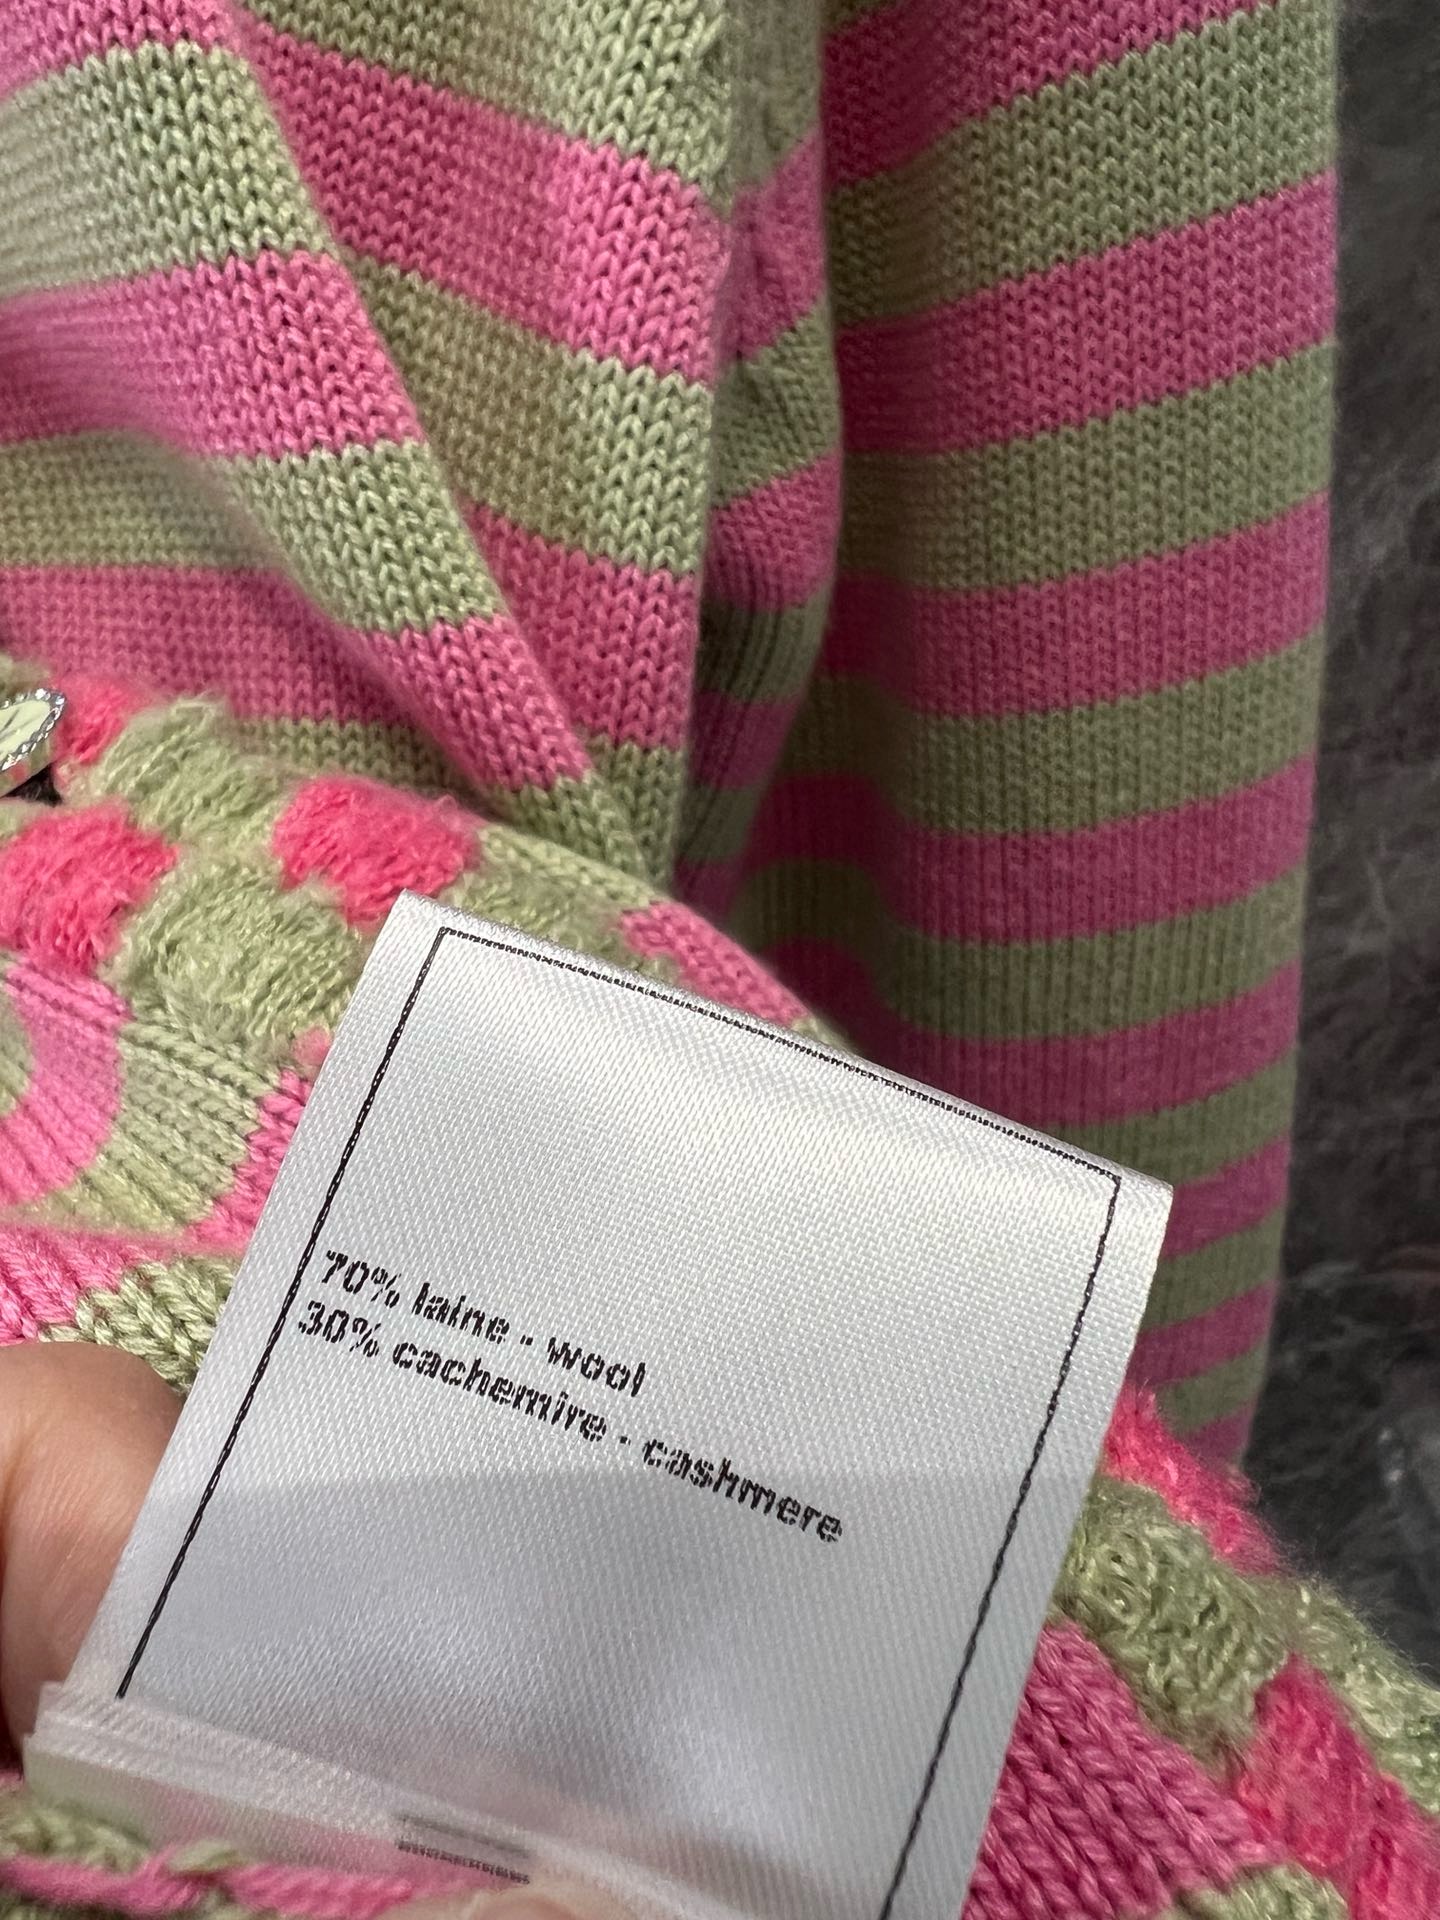 70% laine - wool
30% cachemire - cashmere